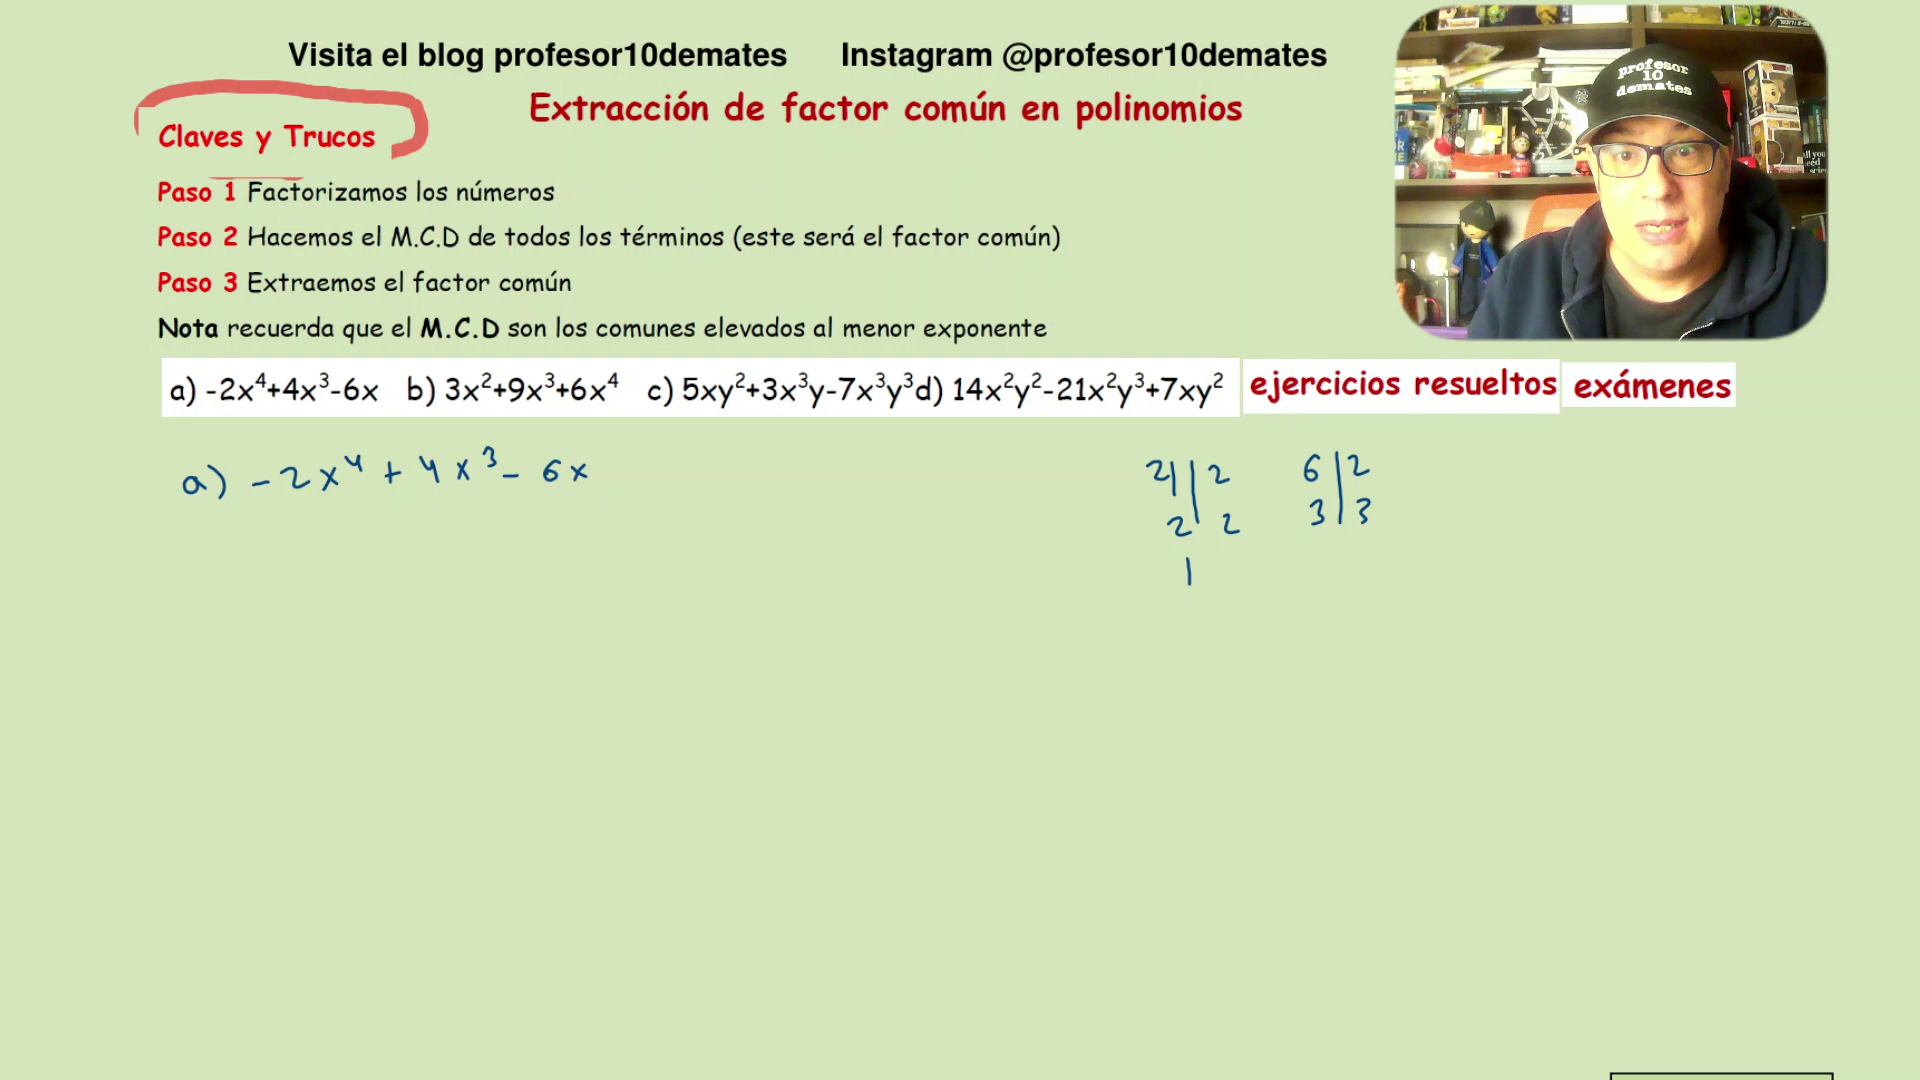 Visita el blog profesor10demates Instagram @profesor10demates
Extracción de factor común en polinomios
Claves y Trucos
Paso 1 Factorizamos los números
Paso 2 Hacemos el M.C.D de todos los términos (este será el factor común)
Paso 3 Extraemos el factor común
Nota recuerda que el M.C.D son los comunes elevados al menor exponente
a) -2x⁴+4x³-6x b) 3x²+9x³+6x⁴ c) 5xy²+3x³y-7x³y³ d) 14x²y²-21x²y³+7xy² ejercicios resueltos exámenes
a) -2x⁴ + 4x³ - 6x
4 | 2 6 | 2
2 2 3 | 3
1
profesor
10
demates